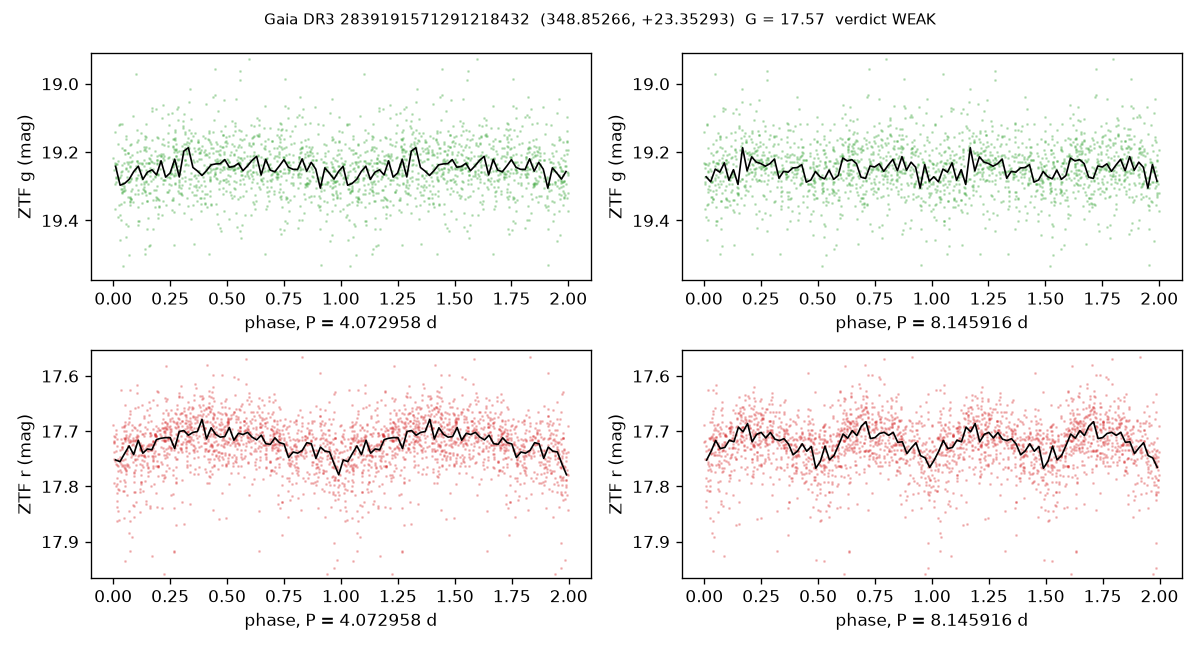 Gaia DR3 2839191571291218432 (348.85266, +23.35293) G = 17.57 verdict WEAK
ZTF g (mag)
19.0
19.2
19.4
0.00 0.25 0.50 0.75 1.00 1.25 1.50 1.75 2.00
phase, P = 4.072958 d
ZTF g (mag)
19.0
19.2
19.4
0.00 0.25 0.50 0.75 1.00 1.25 1.50 1.75 2.00
phase, P = 8.145916 d
ZTF r (mag)
17.6
17.7
17.8
17.9
0.00 0.25 0.50 0.75 1.00 1.25 1.50 1.75 2.00
phase, P = 4.072958 d
ZTF r (mag)
17.6
17.7
17.8
17.9
0.00 0.25 0.50 0.75 1.00 1.25 1.50 1.75 2.00
phase, P = 8.145916 d